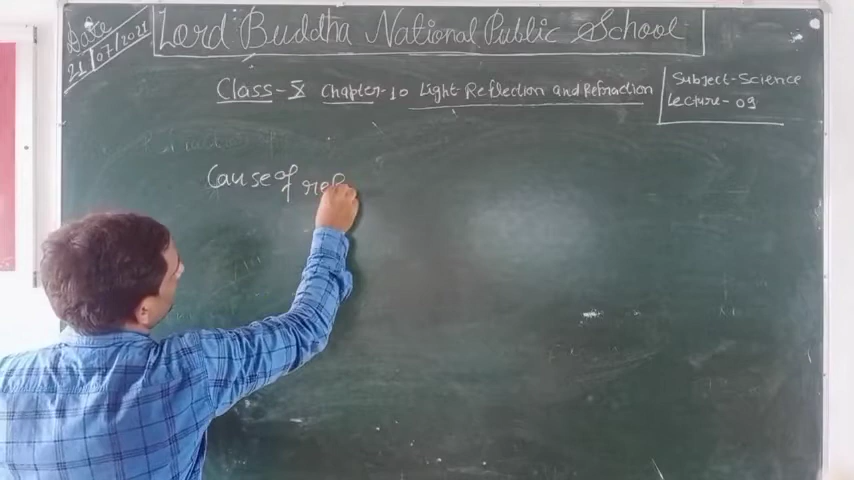 Date
21/07/2021
Lord Buddha National Public School
Class-X Chapter-10 Light Reflection and Refraction
Subject-Science
Lecture-09
Cause of ref